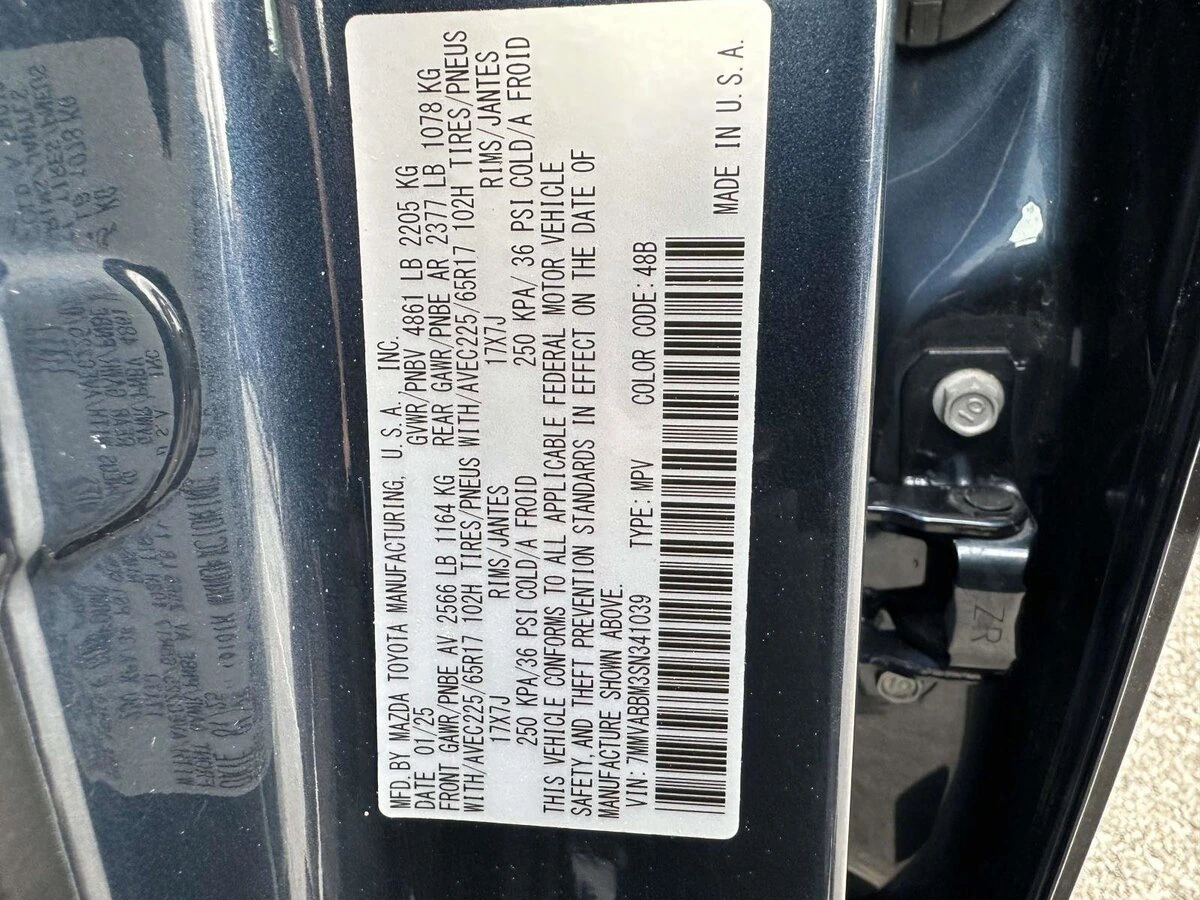 MFD. BY MAZDA TOYOTA MANUFACTURING, U.S.A., INC.
DATE 01/25 GVWR/PNBV 4861 LB 2205 KG
FRONT GAWR/PNBE AV 2566 LB 1164 KG REAR GAWR/PNBE AR 2377 LB 1078 KG
WITH/AVEC225/65R17 102H TIRES/PNEUS WITH/AVEC225/65R17 102H TIRES/PNEUS
17X7J RIMS/JANTES 17X7J RIMS/JANTES
250 KPA/36 PSI COLD/A FROID 250 KPA/ 36 PSI COLD/A FROID
THIS VEHICLE CONFORMS TO ALL APPLICABLE FEDERAL MOTOR VEHICLE
SAFETY, AND THEFT PREVENTION STANDARDS IN EFFECT ON THE DATE OF
MANUFACTURE SHOWN ABOVE.
VIN: 7MMVABBM3SN341039 TYPE: MPV COLOR CODE: 48B
MADE IN U.S.A.
ZR
10